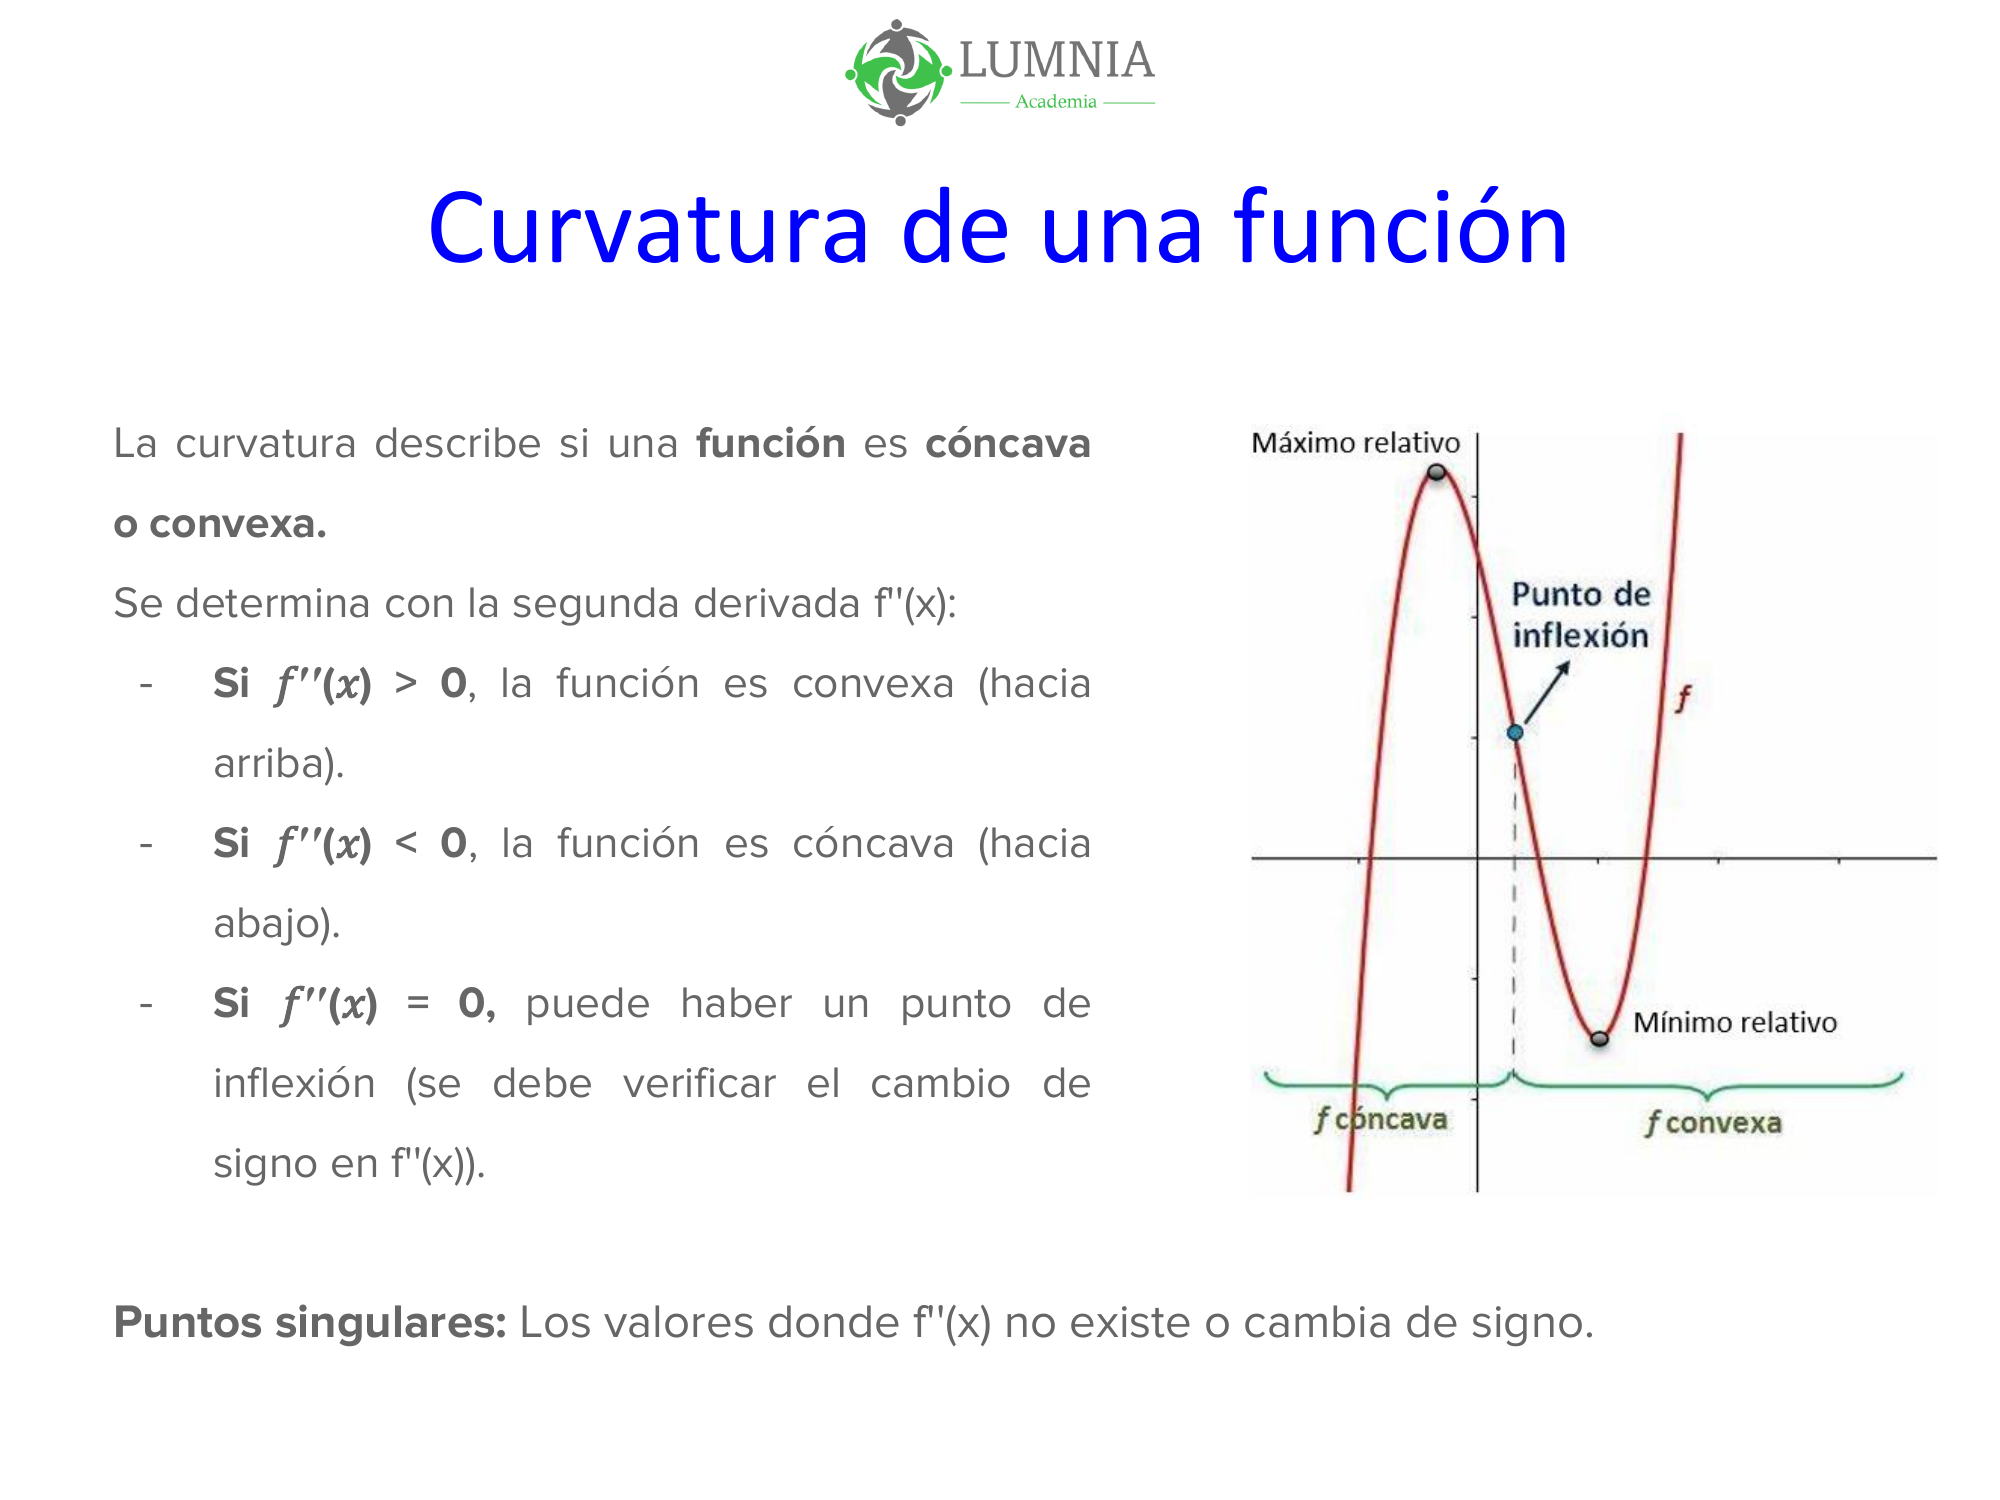 LUMNIA
Academia
Curvatura de una función
La curvatura describe si una función es cóncava
o convexa.
Se determina con la segunda derivada f''(x):
- Si f′′(x) > 0, la función es convexa (hacia
arriba).
- Si f′′(x) < 0, la función es cóncava (hacia
abajo).
- Si f′′(x) = 0, puede haber un punto de
inflexión (se debe verificar el cambio de
signo en f''(x)).
Máximo relativo
Punto de
inflexión
f
Mínimo relativo
f cóncava
f convexa
Puntos singulares: Los valores donde f''(x) no existe o cambia de signo.